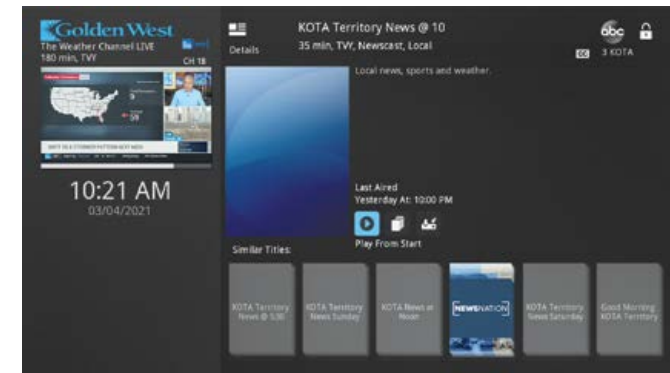 Golden West
The Weather Channel LIVE
180 min, TVY
CH 18
10:21 AM
03/04/2021
Details
KOTA Territory News @ 10
35 min, TVY, Newscast, Local
abc
CC
3 KOTA
Local news, sports and weather.
Last Aired
Yesterday At: 10:00 PM
Play From Start
Similar Titles:
KOTA Territory
News @ 5:30
KOTA Territory
News Sunday
KOTA News at
Noon
NEWSNATION
KOTA Territory
News Saturday
Good Morning
KOTA Territory